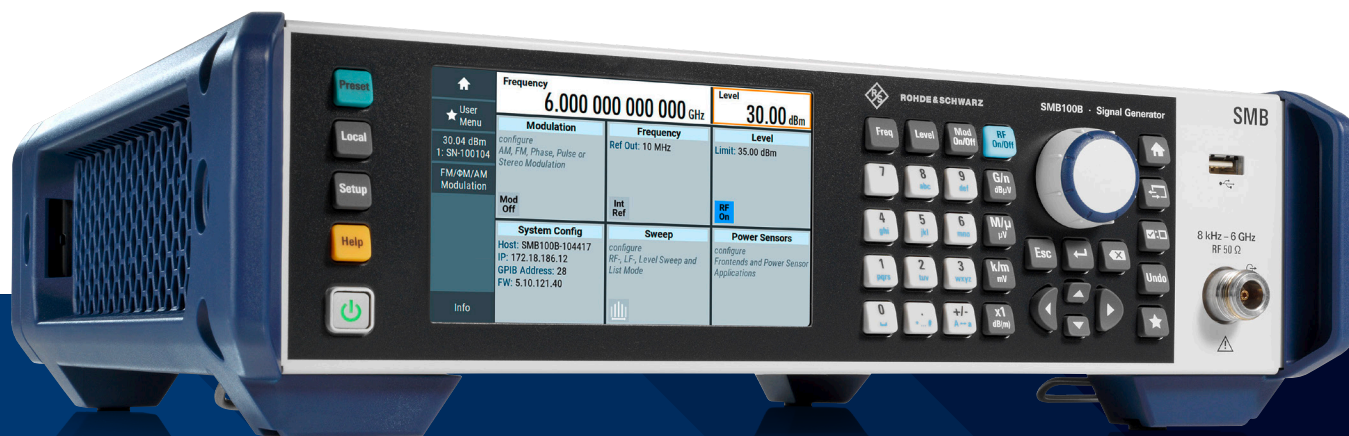 Preset
Local
Setup
Help
User
Menu
30.04 dBm
1: SN-100104
FM/ΦM/AM
Modulation
Info
Frequency
6.000 000 000 000 GHz
Level
30.00 dBm
Modulation
configure
AM, FM, Phase, Pulse or
Stereo Modulation
Mod
Off
Frequency
Ref Out: 10 MHz
Int
Ref
Level
Limit: 35.00 dBm
RF
On
System Config
Host: SMB100B-104417
IP: 172.18.186.12
GPIB Address: 28
FW: 5.10.121.40
Sweep
configure
RF-, LF-, Level Sweep and
List Mode
Power Sensors
configure
Frontends and Power Sensor
Applications
R&S
ROHDE&SCHWARZ
SMB100B · Signal Generator
Freq
Level
Mod
On/Off
RF
On/Off
7
8
abc
9
def
G/n
dBµV
4
ghi
5
jkl
6
mno
M/µ
µV
1
pqrs
2
tuv
3
wxyz
k/m
mV
0
.
+/-
x1
dB(m)
Esc
Undo
SMB
8 kHz – 6 GHz
RF 50 Ω